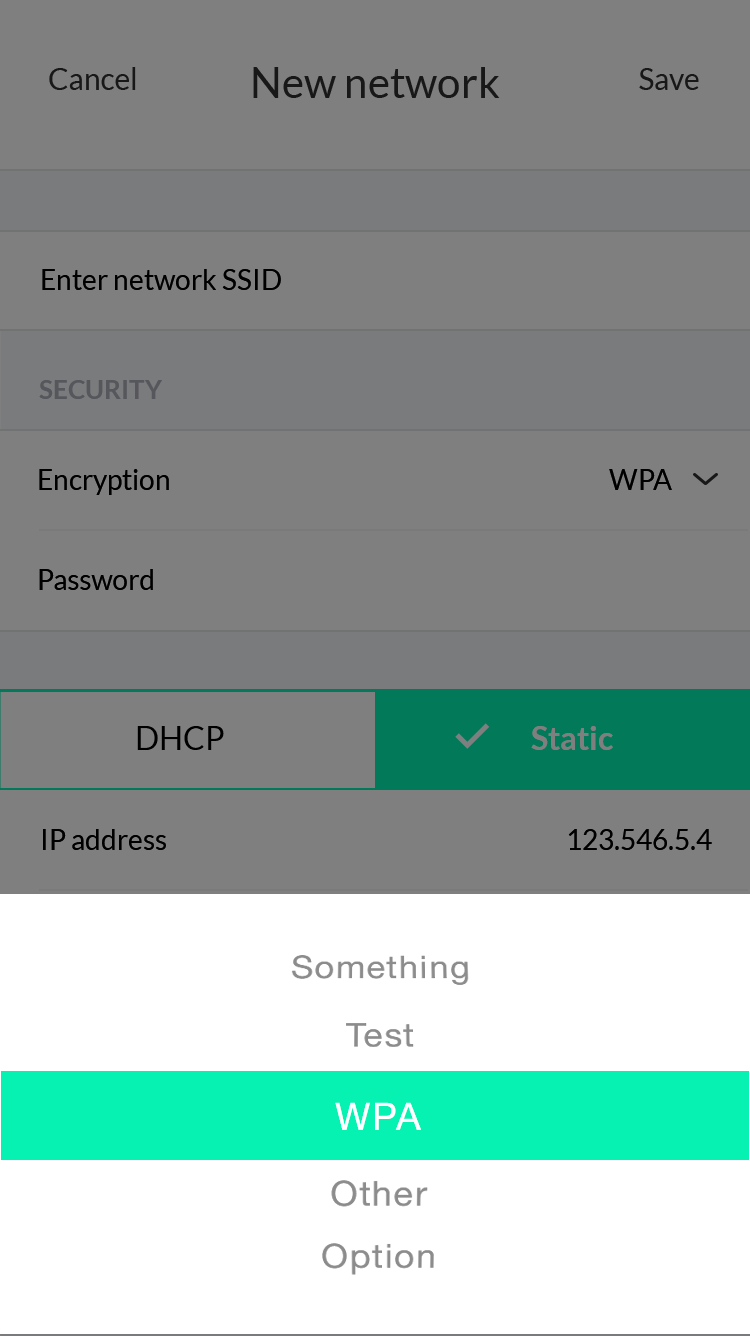 Cancel New network Save
Enter network SSID
SECURITY
Encryption WPA
Password
DHCP Static
IP address 123.546.5.4
Something
Test
WPA
Other
Option